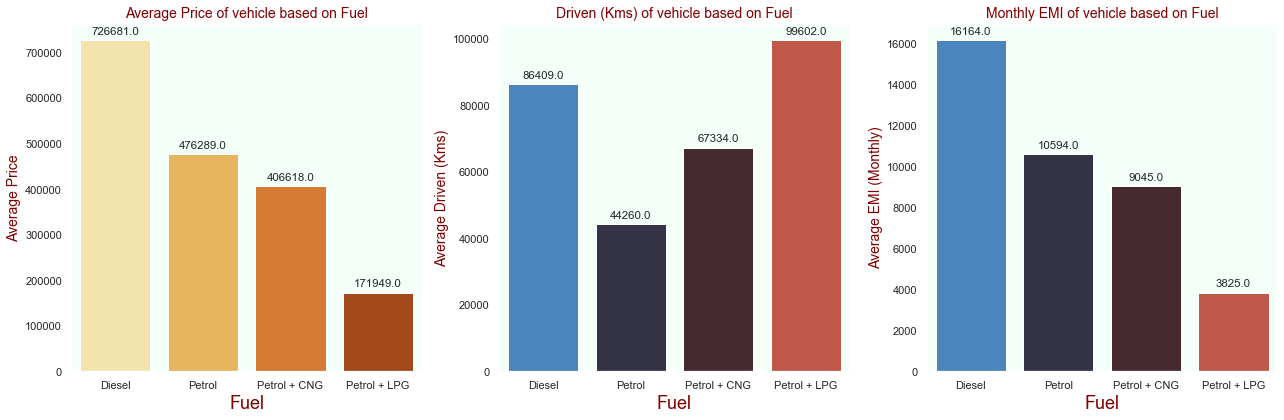 Average Price of vehicle based on Fuel
726681.0
476289.0
406618.0
171949.0
700000
600000
500000
400000
300000
200000
100000
0
Average Price
Diesel Petrol Petrol + CNG Petrol + LPG
Fuel
Driven (Kms) of vehicle based on Fuel
86409.0
44260.0
67334.0
99602.0
100000
80000
60000
40000
20000
0
Average Driven (Kms)
Diesel Petrol Petrol + CNG Petrol + LPG
Fuel
Monthly EMI of vehicle based on Fuel
16164.0
10594.0
9045.0
3825.0
16000
14000
12000
10000
8000
6000
4000
2000
0
Average EMI (Monthly)
Diesel Petrol Petrol + CNG Petrol + LPG
Fuel